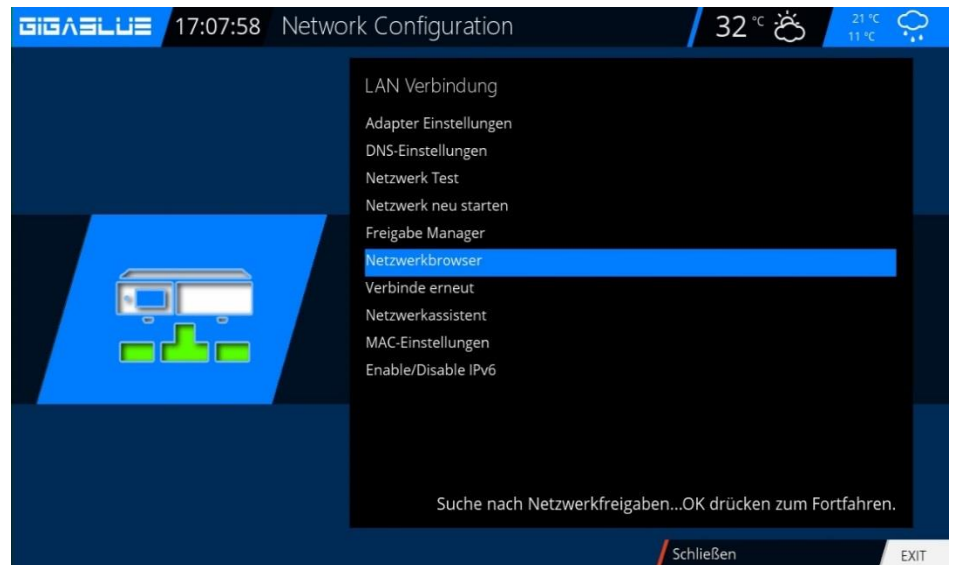 GIGABLUE 17:07:58 Network Configuration 32 °C 21 °C
11 °C
LAN Verbindung
Adapter Einstellungen
DNS-Einstellungen
Netzwerk Test
Netzwerk neu starten
Freigabe Manager
Netzwerkbrowser
Verbinde erneut
Netzwerkassistent
MAC-Einstellungen
Enable/Disable IPv6
Suche nach Netzwerkfreigaben...OK drücken zum Fortfahren.
Schließen EXIT